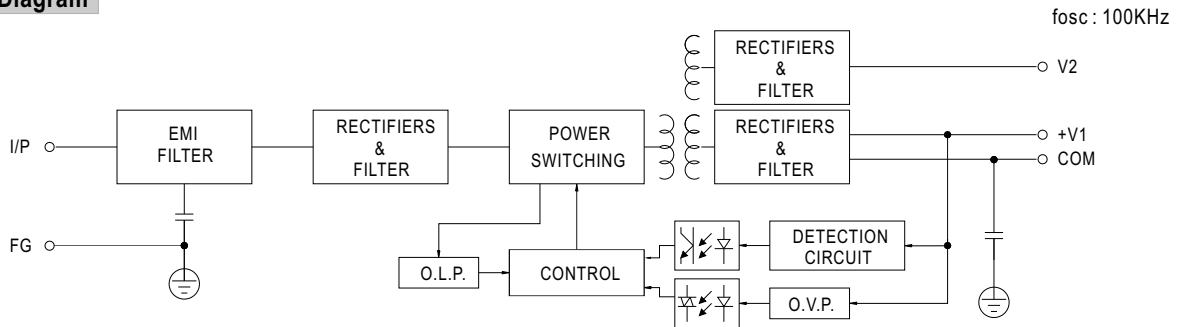 Diagram
fosc : 100KHz
RECTIFIERS
&
FILTER
V2
I/P
EMI
FILTER
RECTIFIERS
&
FILTER
POWER
SWITCHING
RECTIFIERS
&
FILTER
+V1
COM
FG
O.L.P.
CONTROL
DETECTION
CIRCUIT
O.V.P.